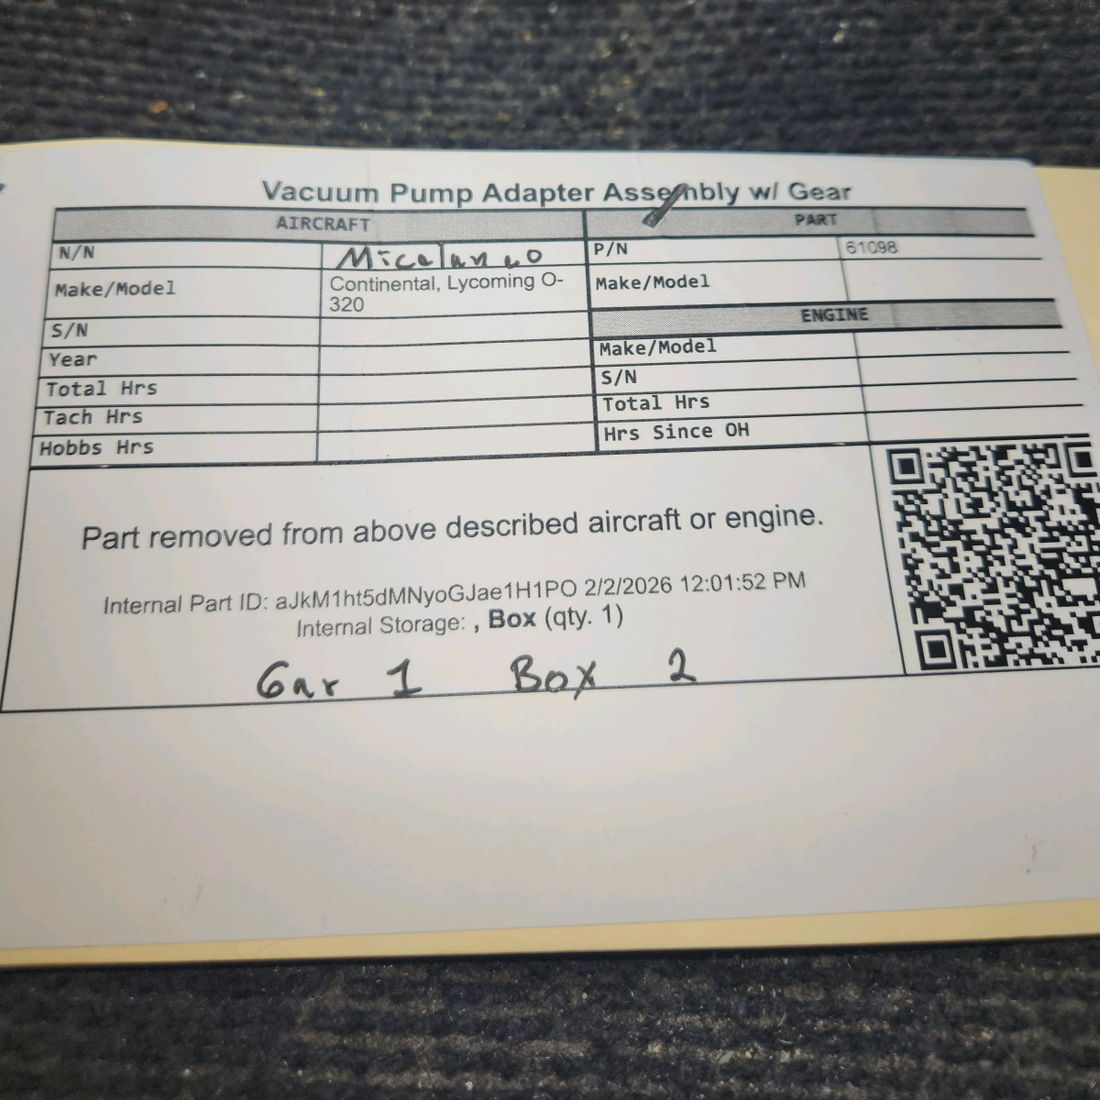 Vacuum Pump Adapter Assembly w/ Gear
AIRCRAFT
N/N
Make/Model Continental, Lycoming O-
320
S/N
Year
Total Hrs
Tach Hrs
Hobbs Hrs
PART
P/N 61098
Make/Model
ENGINE
Make/Model
S/N
Total Hrs
Hrs Since OH
Part removed from above described aircraft or engine.
Internal Part ID: aJkM1ht5dMNyoGJae1H1PO 2/2/2026 12:01:52 PM
Internal Storage: , Box (qty. 1)
Gar 1 Box 2